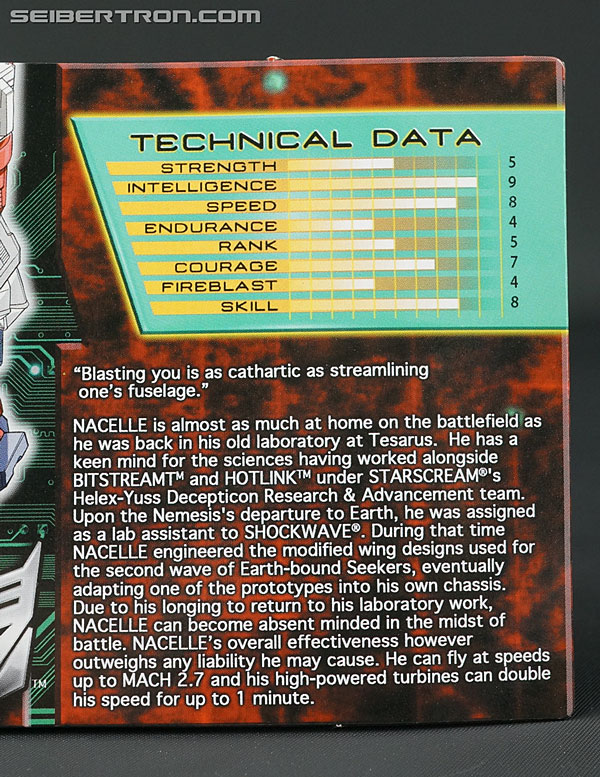 SEIBERTRON.COM
TECHNICAL DATA
STRENGTH 5
INTELLIGENCE 9
SPEED 8
ENDURANCE 4
RANK 5
COURAGE 7
FIREBLAST 4
SKILL 8
“Blasting you is as cathartic as streamlining
one’s fuselage.”
NACELLE is almost as much at home on the battlefield as
he was back in his old laboratory at Tesarus. He has a
keen mind for the sciences having worked alongside
BITSTREAM™ and HOTLINK™ under STARSCREAM®'s
Helex-Yuss Decepticon Research & Advancement team.
Upon the Nemesis's departure to Earth, he was assigned
as a lab assistant to SHOCKWAVE®. During that time
NACELLE engineered the modified wing designs used for
the second wave of Earth-bound Seekers, eventually
adapting one of the prototypes into his own chassis.
Due to his longing to return to his laboratory work,
NACELLE can become absent minded in the midst of
battle. NACELLE’s overall effectiveness however
outweighs any liability he may cause. He can fly at speeds
up to MACH 2.7 and his high-powered turbines can double
his speed for up to 1 minute.
TM